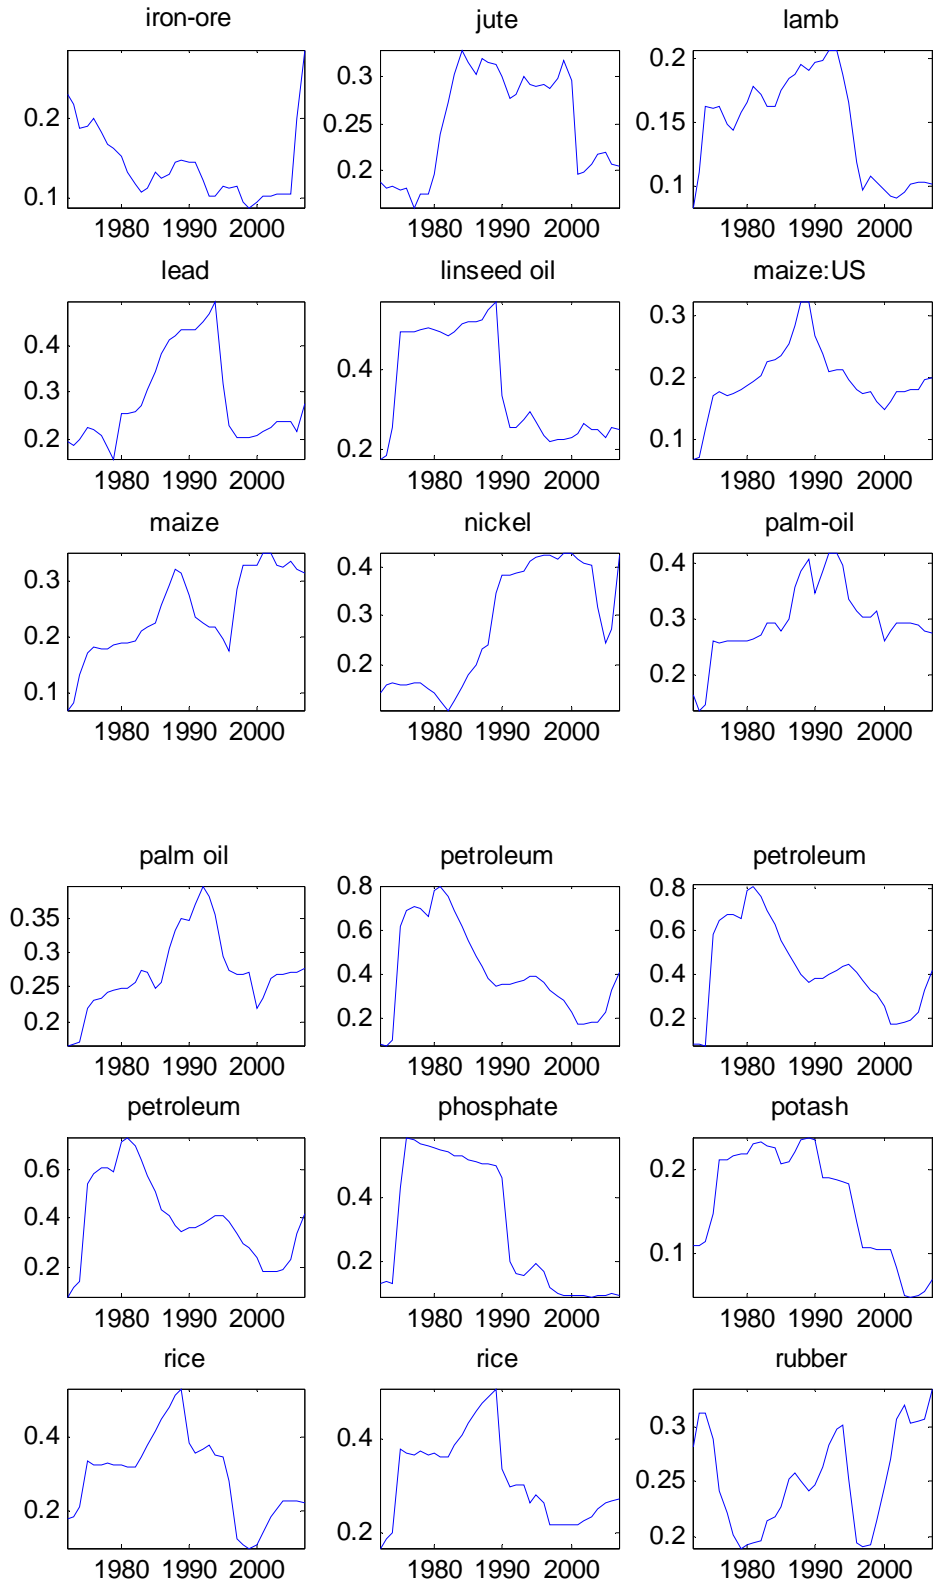 iron-ore jute lamb
0.2 0.1
0.3 0.25 0.2
0.2 0.15 0.1
1980 1990 2000 1980 1990 2000 1980 1990 2000
lead linseed oil maize:US
0.4 0.3 0.2
0.4 0.2
0.3 0.2 0.1
1980 1990 2000 1980 1990 2000 1980 1990 2000
maize nickel palm-oil
0.3 0.2 0.1
0.4 0.3 0.2
0.4 0.3 0.2
1980 1990 2000 1980 1990 2000 1980 1990 2000
palm oil petroleum petroleum
0.35 0.3 0.25 0.2
0.8 0.6 0.4 0.2
0.8 0.6 0.4 0.2
1980 1990 2000 1980 1990 2000 1980 1990 2000
petroleum phosphate potash
0.6 0.4 0.2
0.4 0.2
0.2 0.1
1980 1990 2000 1980 1990 2000 1980 1990 2000
rice rice rubber
0.4 0.2
0.4 0.2
0.3 0.25 0.2
1980 1990 2000 1980 1990 2000 1980 1990 2000